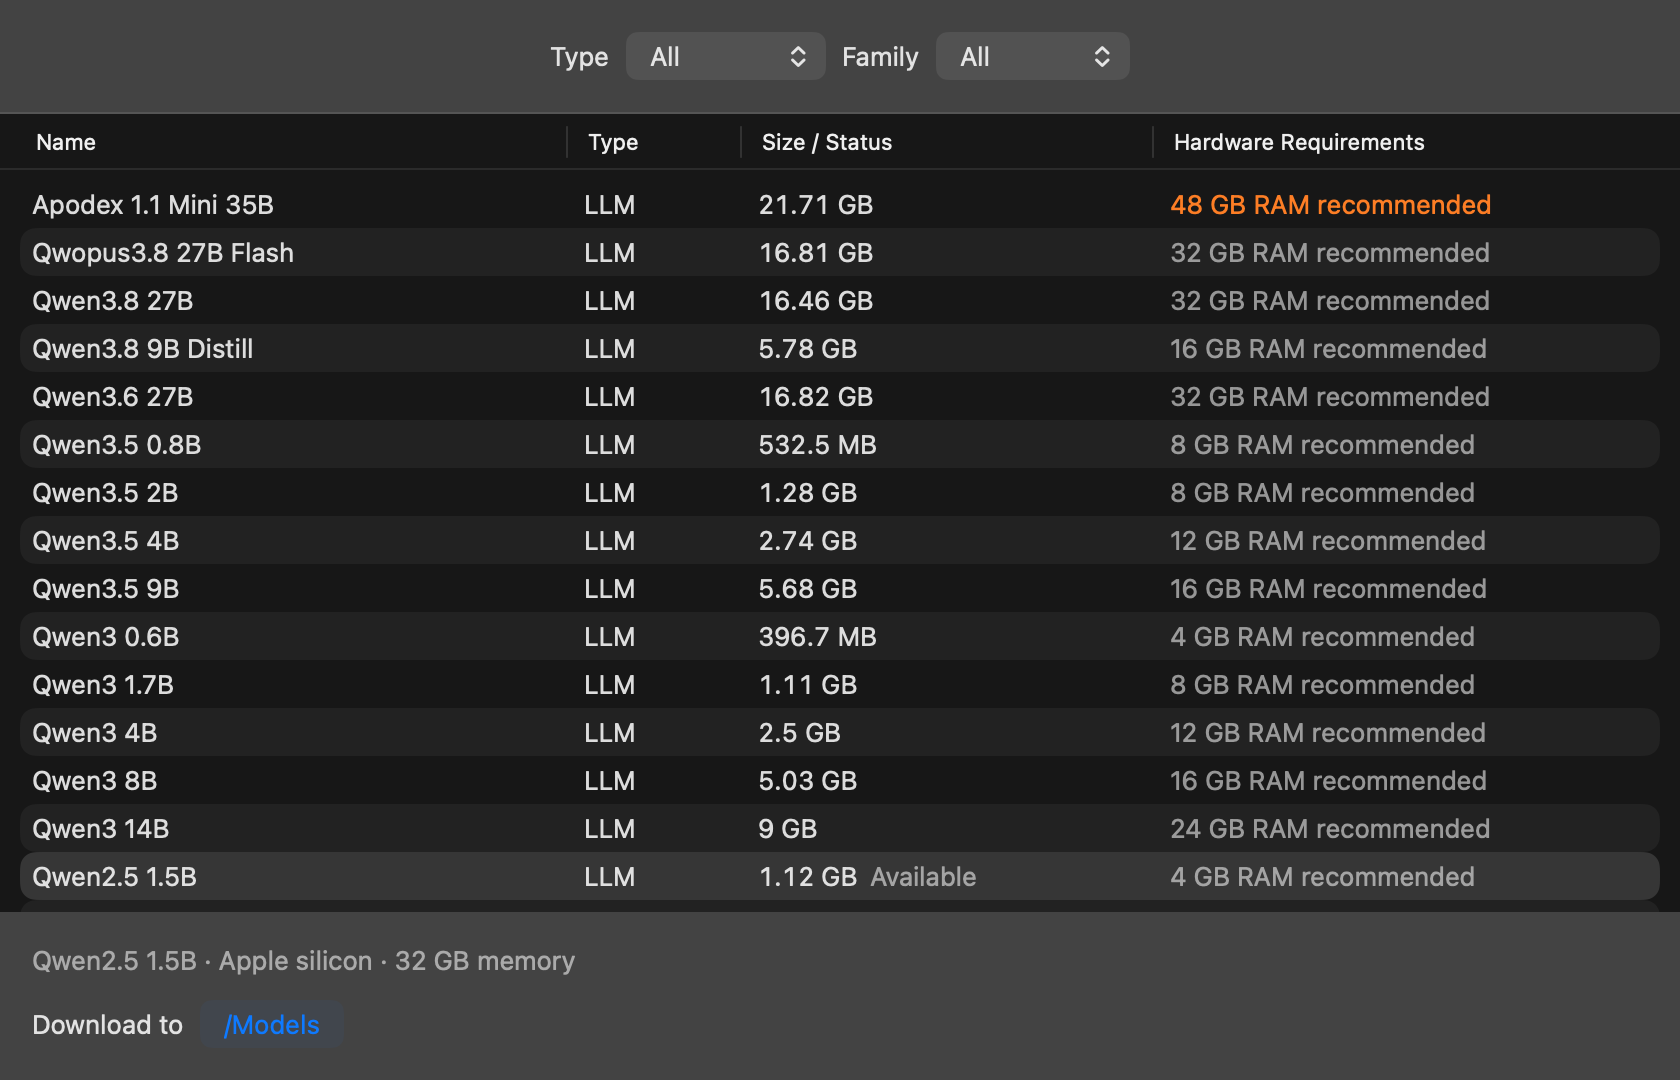 Type All Family All
Name Type Size / Status Hardware Requirements
Apodex 1.1 Mini 35B LLM 21.71 GB 48 GB RAM recommended
Qwopus3.8 27B Flash LLM 16.81 GB 32 GB RAM recommended
Qwen3.8 27B LLM 16.46 GB 32 GB RAM recommended
Qwen3.8 9B Distill LLM 5.78 GB 16 GB RAM recommended
Qwen3.6 27B LLM 16.82 GB 32 GB RAM recommended
Qwen3.5 0.8B LLM 532.5 MB 8 GB RAM recommended
Qwen3.5 2B LLM 1.28 GB 8 GB RAM recommended
Qwen3.5 4B LLM 2.74 GB 12 GB RAM recommended
Qwen3.5 9B LLM 5.68 GB 16 GB RAM recommended
Qwen3 0.6B LLM 396.7 MB 4 GB RAM recommended
Qwen3 1.7B LLM 1.11 GB 8 GB RAM recommended
Qwen3 4B LLM 2.5 GB 12 GB RAM recommended
Qwen3 8B LLM 5.03 GB 16 GB RAM recommended
Qwen3 14B LLM 9 GB 24 GB RAM recommended
Qwen2.5 1.5B LLM 1.12 GB Available 4 GB RAM recommended
Qwen2.5 1.5B · Apple silicon · 32 GB memory
Download to /Models